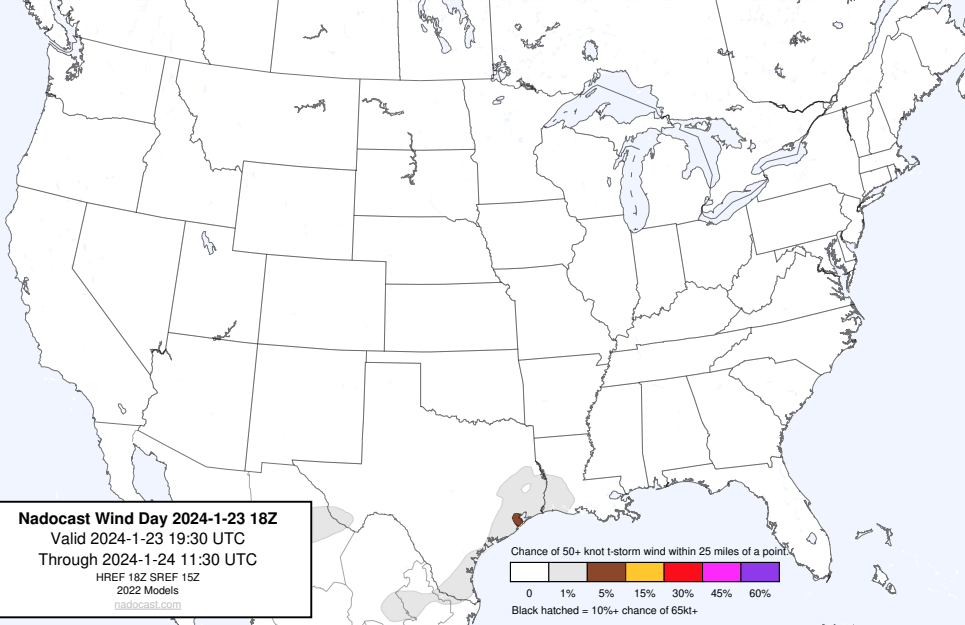 Nadocast Wind Day 2024-1-23 18Z
Valid 2024-1-23 19:30 UTC
Through 2024-1-24 11:30 UTC
HREF 18Z SREF 15Z
2022 Models
nadocast.com
Chance of 50+ knot t-storm wind within 25 miles of a point.
0 1% 5% 15% 30% 45% 60%
Black hatched = 10%+ chance of 65kt+